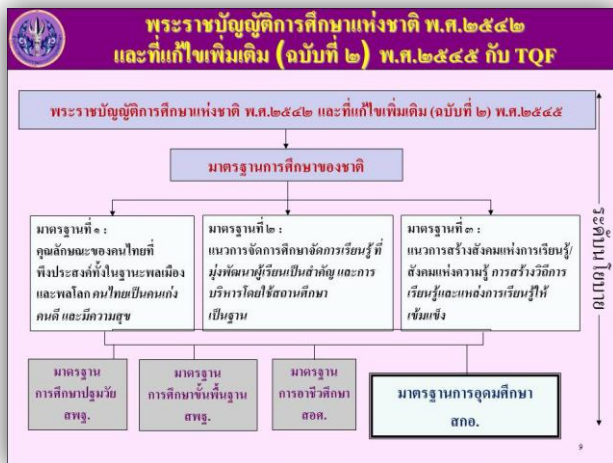 พระราชบัญญัติการศึกษาแห่งชาติ พ.ศ.๒๕๔๒
และที่แก้ไขเพิ่มเติม (ฉบับที่ ๒) พ.ศ.๒๕๔๕ กับ TQF
พระราชบัญญัติการศึกษาแห่งชาติ พ.ศ.๒๕๔๒ และที่แก้ไขเพิ่มเติม (ฉบับที่ ๒) พ.ศ.๒๕๔๕
มาตรฐานการศึกษาของชาติ
มาตรฐานที่ ๑ :
คุณลักษณะของคนไทยที่
พึงประสงค์ทั้งในฐานะพลเมือง
และพลโลก คนไทยเป็นคนเก่ง
คนดี และมีความสุข
มาตรฐานที่ ๒ :
แนวการจัดการศึกษาจัดการเรียนรู้ ที่
มุ่งพัฒนาผู้เรียนเป็นสำคัญ และการ
บริหารโดยใช้สถานศึกษา
เป็นฐาน
มาตรฐานที่ ๓ :
แนวการสร้างสังคมแห่งการเรียนรู้/
สังคมแห่งความรู้ การสร้างวิถีการ
เรียนรู้และแหล่งการเรียนรู้ให้
เข้มแข็ง
ระดับนโยบาย
มาตรฐาน
การศึกษาปฐมวัย
สพฐ.
มาตรฐาน
การศึกษาขั้นพื้นฐาน
สพฐ.
มาตรฐาน
การอาชีวศึกษา
สอศ.
มาตรฐานการอุดมศึกษา
สกอ.
9